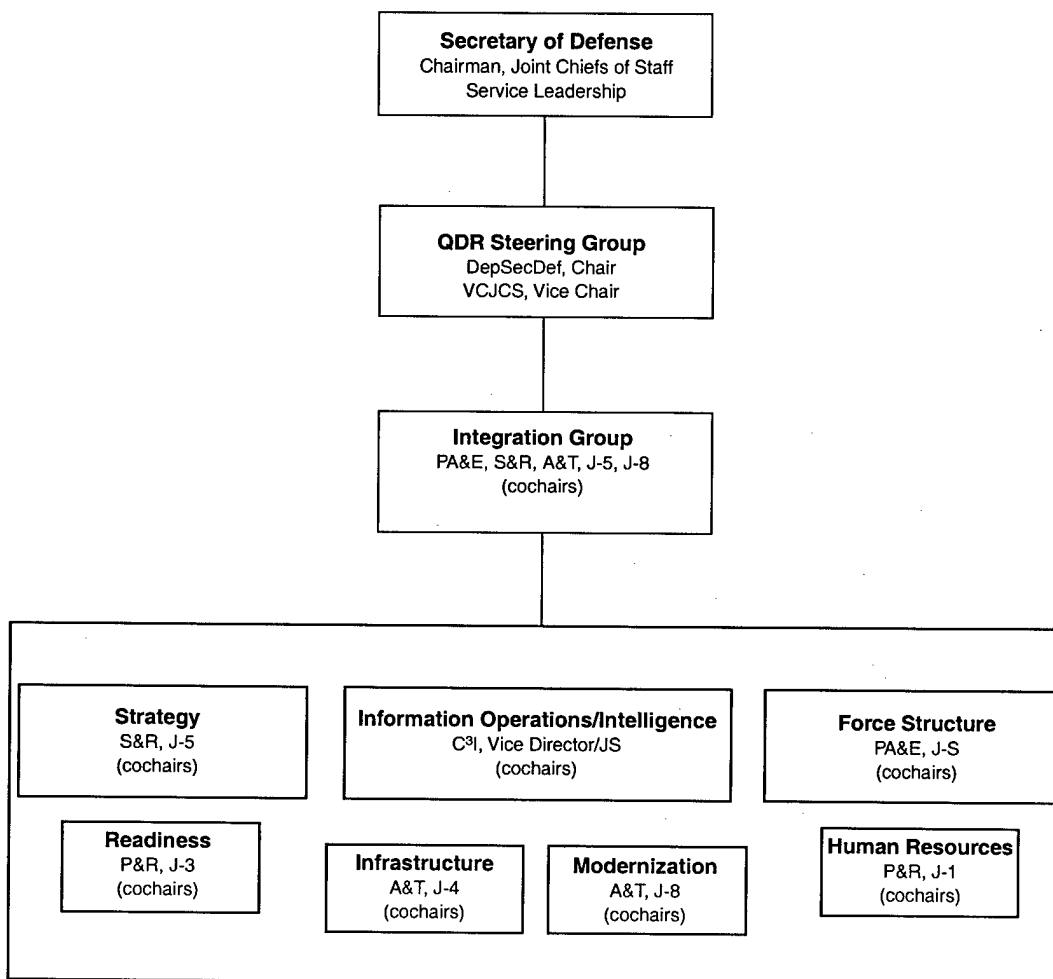 Secretary of Defense
Chairman, Joint Chiefs of Staff
Service Leadership
QDR Steering Group
DepSecDef, Chair
VCJCS, Vice Chair
Integration Group
PA&E, S&R, A&T, J-5, J-8
(cochairs)
Strategy
S&R, J-5
(cochairs)
Information Operations/Intelligence
C³I, Vice Director/JS
(cochairs)
Force Structure
PA&E, J-S
(cochairs)
Readiness
P&R, J-3
(cochairs)
Infrastructure
A&T, J-4
(cochairs)
Modernization
A&T, J-8
(cochairs)
Human Resources
P&R, J-1
(cochairs)